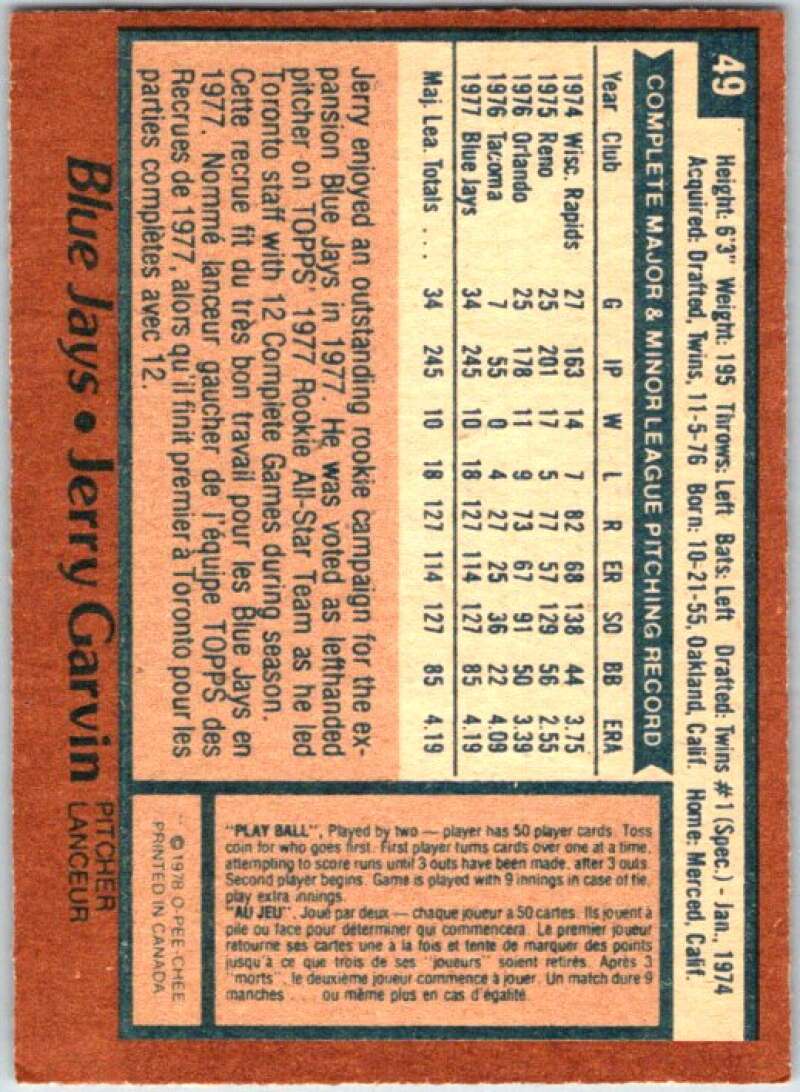 49
Height: 6'3" Weight: 195 Throws: Left Bats: Left Drafted: Twins #1 (Spec.) - Jan., 1974
Acquired: Drafted, Twins, 11-5-76 Born: 10-21-55, Oakland, Calif. Home: Merced, Calif.
COMPLETE MAJOR & MINOR LEAGUE PITCHING RECORD
Year Club G IP W L R ER SO BB ERA
1974 Wisc. Rapids 27 163 14 7 82 68 138 44 3.75
1975 Reno 25 201 17 5 77 57 129 56 2.55
1976 Orlando 25 178 11 9 73 67 91 50 3.39
1976 Tacoma 7 55 0 4 27 25 36 22 4.09
1977 Blue Jays 34 245 10 18 127 114 127 85 4.19
Maj. Lea. Totals . . . 34 245 10 18 127 114 127 85 4.19
Jerry enjoyed an outstanding rookie campaign for the ex-
pansion Blue Jays in 1977. He was voted as lefthanded
pitcher on TOPPS' 1977 Rookie All-Star Team as he led
Toronto staff with 12 Complete Games during season.
Cette recrue fit du très bon travail pour les Blue Jays en
1977. Nommé lanceur gaucher de l'équipe TOPPS des
Recrues de 1977, alors qu'il finit premier à Toronto pour les
parties complètes avec 12.
"PLAY BALL", Played by two — player has 50 player cards. Toss
coin for who goes first. First player turns cards over one at a time,
attempting to score runs until 3 outs have been made, after 3 outs
Second player begins. Game is played with 9 innings in case of tie,
play extra innings.
"AU JEU", Joué par deux — chaque joueur a 50 cartes. Ils jouent à
pile ou face pour déterminer qui commencera. Le premier joueur
retourne ses cartes une à la fois et tente de marquer des points
jusqu'à ce que trois de ses "joueurs" soient retirés. Après 3
"morts", le deuxième joueur commence à jouer. Un match dure 9
manches . . . ou même plus en cas d'égalité.
© 1978 O-PEE-CHEE
PRINTED IN CANADA
Blue Jays • Jerry Garvin PITCHER
LANCEUR